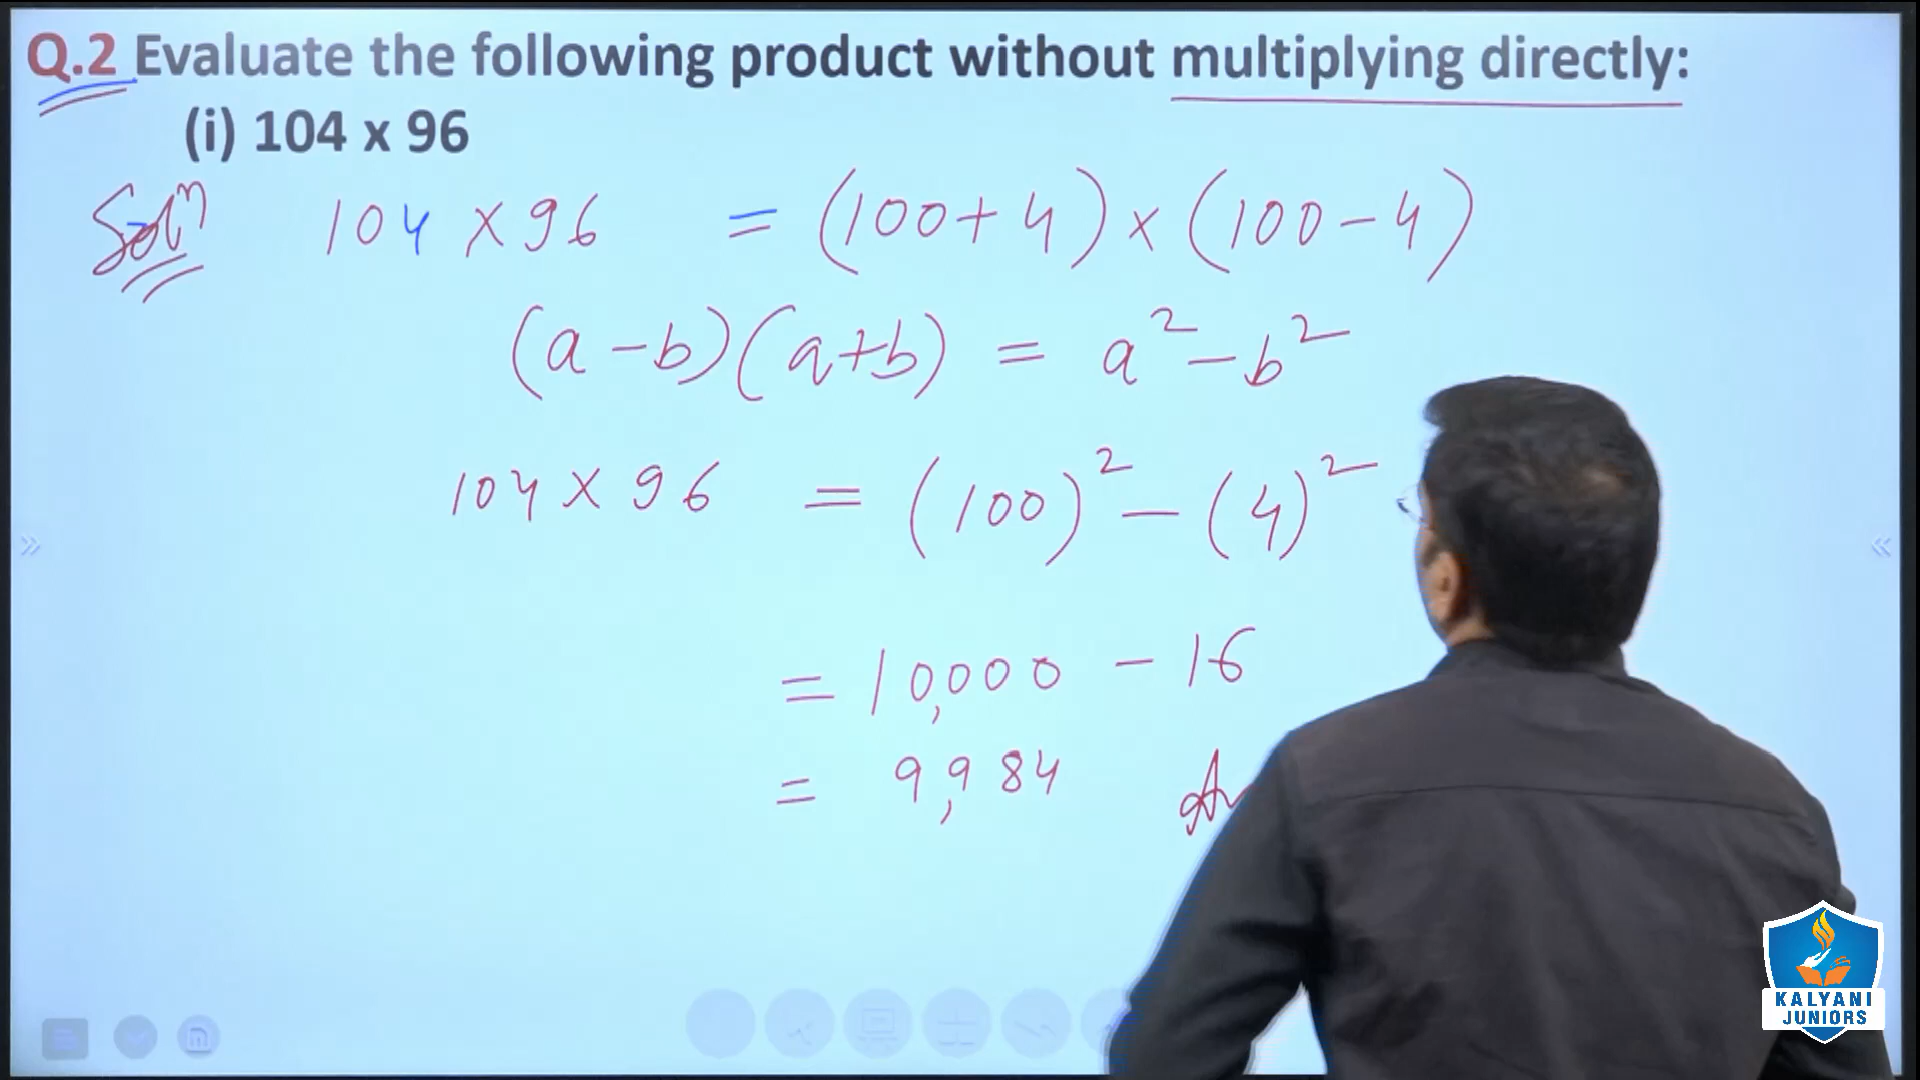 Q.2 Evaluate the following product without multiplying directly:
(i) 104 x 96
Solⁿ 104 × 96 = (100 + 4) × (100 - 4)
(a - b)(a + b) = a² - b²
104 × 96 = (100)² - (4)²
= 10,000 - 16
= 9,984
KALYANI
JUNIORS